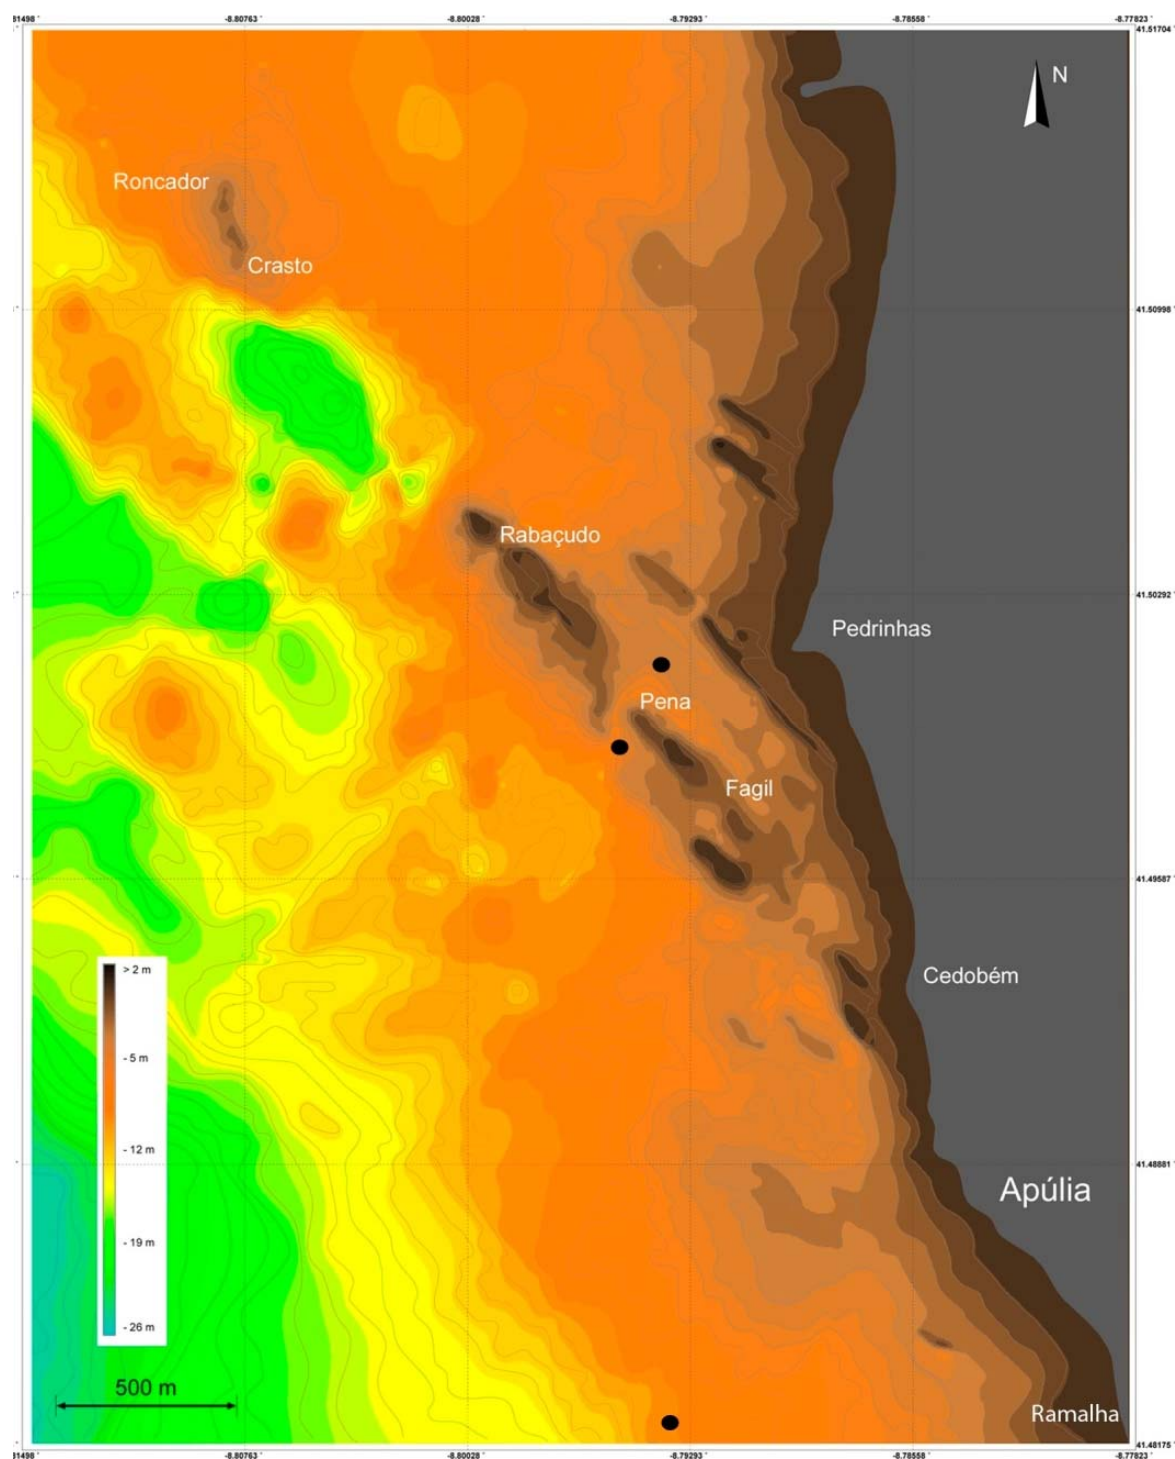 81498 ° -8.80763 ° -8.80028 ° -8.79293 ° -8.78558 ° -8.77823 °
41.51704 °
N
Roncador
Crasto
41.50998 °
Rabaçudo
41.50292 °
Pedrinhas
Pena
Fagil
41.49587 °
Cedobém
> 2 m
- 5 m
- 12 m
- 19 m
- 26 m
41.48881 °
Apúlia
500 m
Ramalha
41.48175 °
81498 ° -8.80763 ° -8.80028 ° -8.79293 ° -8.78558 ° -8.77823 °